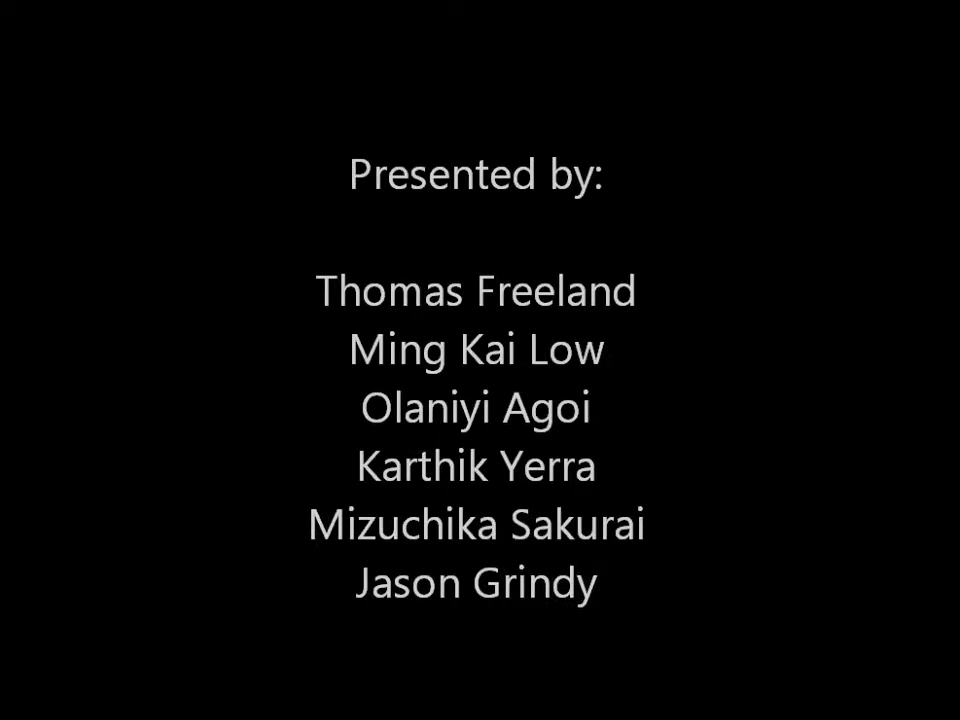 Presented by:
Thomas Freeland
Ming Kai Low
Olaniyi Agoi
Karthik Yerra
Mizuchika Sakurai
Jason Grindy